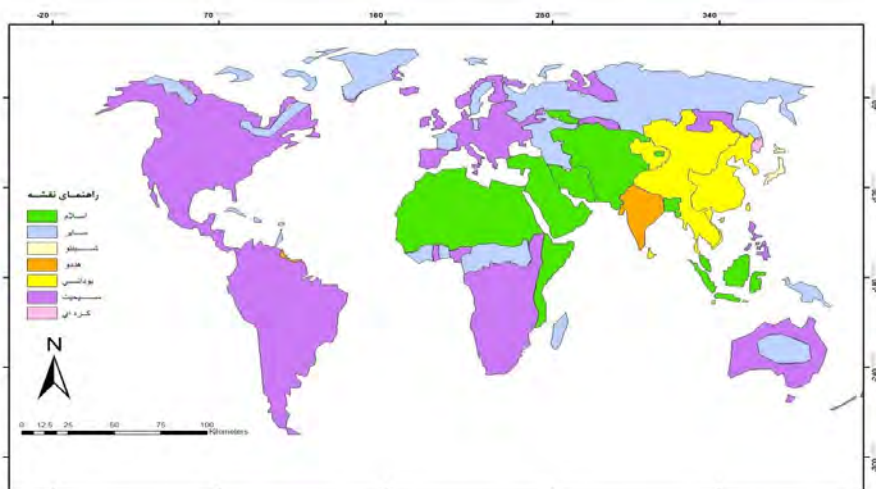 -20 70 160 250 340
راهنمای نقشه
اسلام
سایر
شینتو
هندو
بودائی
مسیحیت
کره ای
N
0 12.5 25 50 75 100
Kilometers